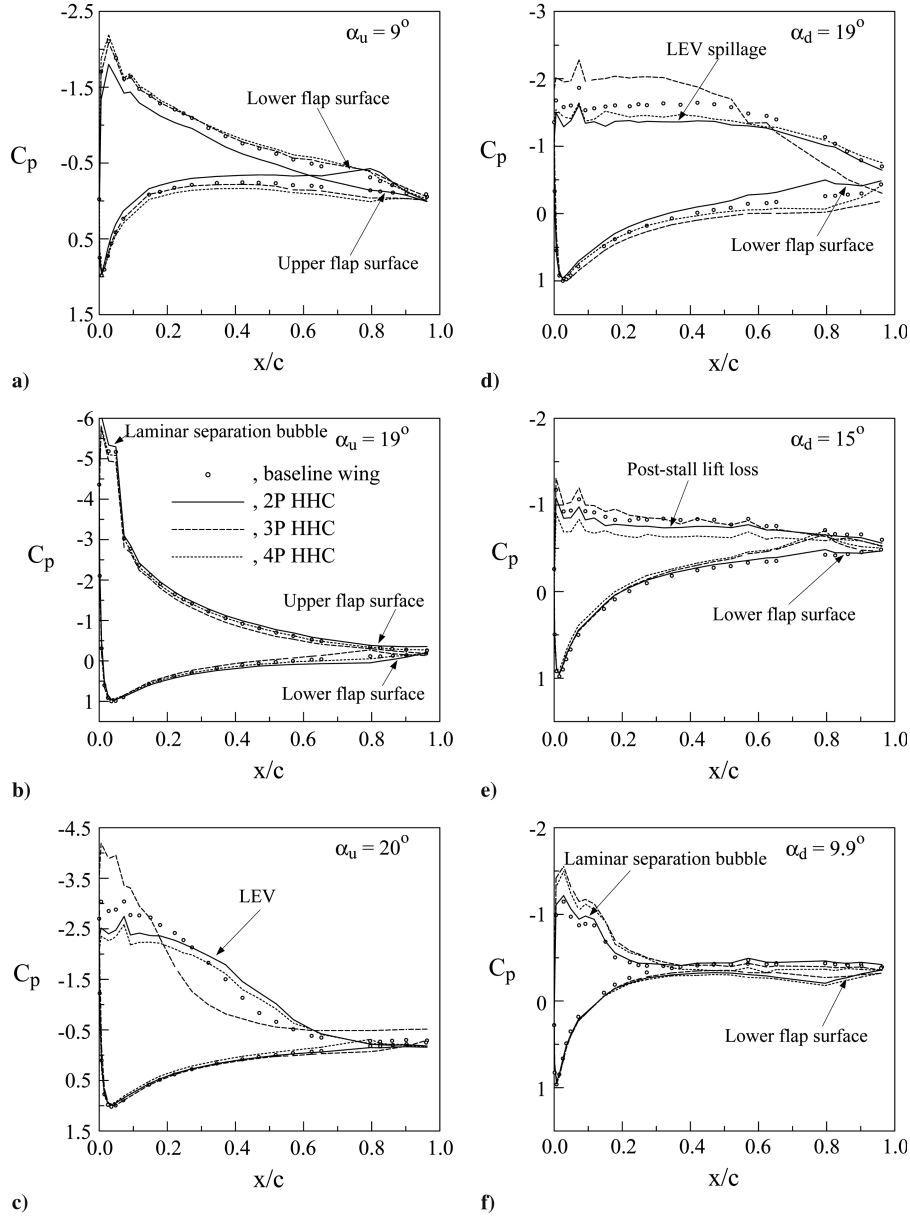 -2.5
α_u = 9°
-1.5
Lower flap surface
C_p
-0.5
0.5
Upper flap surface
1.5
0.0 0.2 0.4 0.6 0.8 1.0
x/c
a)
-6
Laminar separation bubble
α_u = 19°
-5
, baseline wing
-4
, 2P HHC
, 3P HHC
-3
, 4P HHC
C_p
-2
Upper flap surface
-1
0
Lower flap surface
1
0.0 0.2 0.4 0.6 0.8 1.0
x/c
b)
-4.5
α_u = 20°
-3.5
LEV
-2.5
C_p
-1.5
-0.5
0.5
1.5
0.0 0.2 0.4 0.6 0.8 1.0
x/c
c)
-3
α_d = 19°
LEV spillage
-2
-1
C_p
0
Lower flap surface
1
0.0 0.2 0.4 0.6 0.8 1.0
x/c
d)
-2
α_d = 15°
Post-stall lift loss
-1
C_p
0
Lower flap surface
1
0.0 0.2 0.4 0.6 0.8 1.0
x/c
e)
-2
α_d = 9.9°
Laminar separation bubble
-1
C_p
0
Lower flap surface
1
0.0 0.2 0.4 0.6 0.8 1.0
x/c
f)